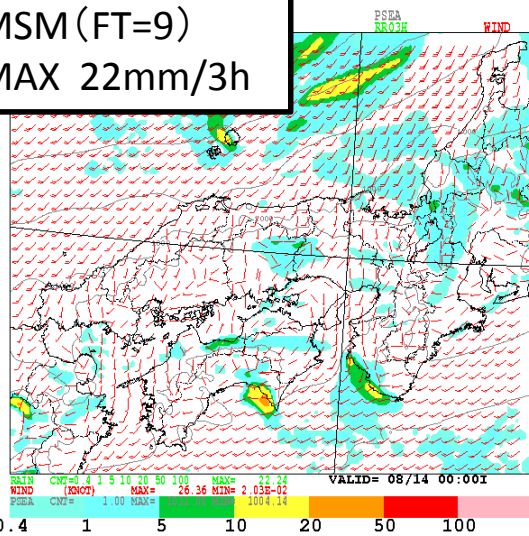 MSM(FT=9)
MAX 22mm/3h
PSEA
RR03H
WIND
RAIN CNT=0.4 1 5 10 20 50 100 MAX= 22.24
WIND (KNOT) MAX= 26.36 MIN= 2.03E-02
PSEA CNT= 1.00 MAX= 1004.14
VALID= 08/14 00:00I
0.4 1 5 10 20 50 100